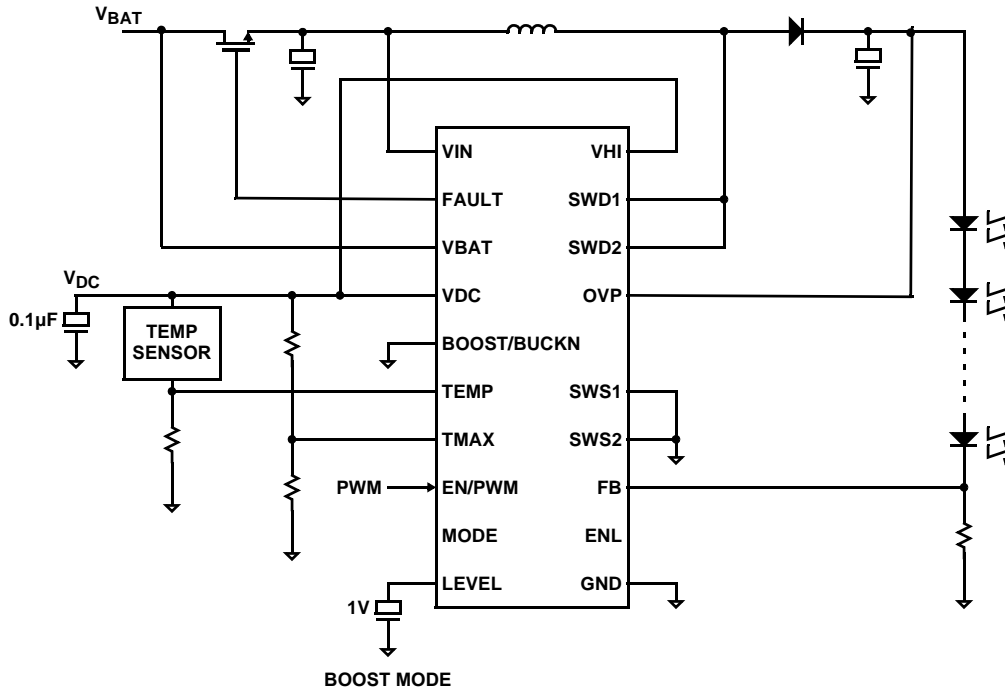 VBAT
VIN
VHI
FAULT
SWD1
VBAT
SWD2
VDC
0.1µF
TEMP
SENSOR
VDC
OVP
BOOST/BUCKN
TEMP
SWS1
TMAX
SWS2
PWM
EN/PWM
FB
MODE
ENL
1V
LEVEL
GND
BOOST MODE